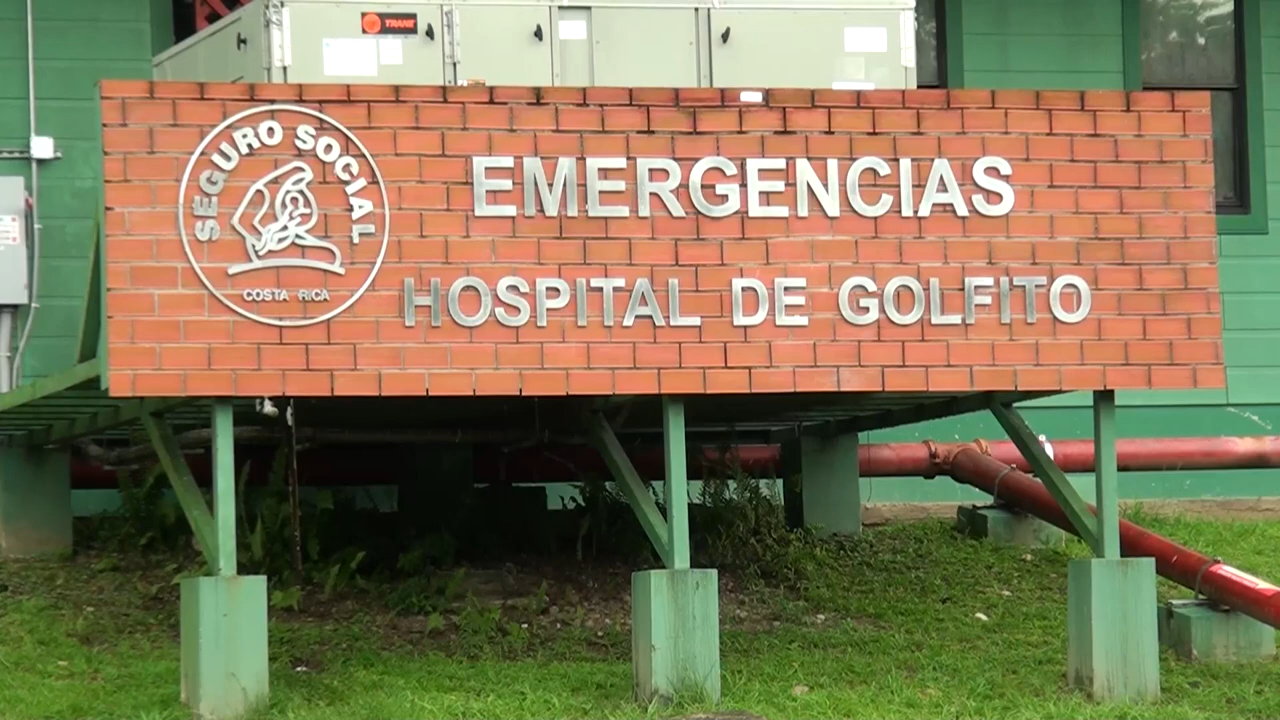 TRANE
SEGURO SOCIAL
COSTA RICA
EMERGENCIAS
HOSPITAL DE GOLFITO